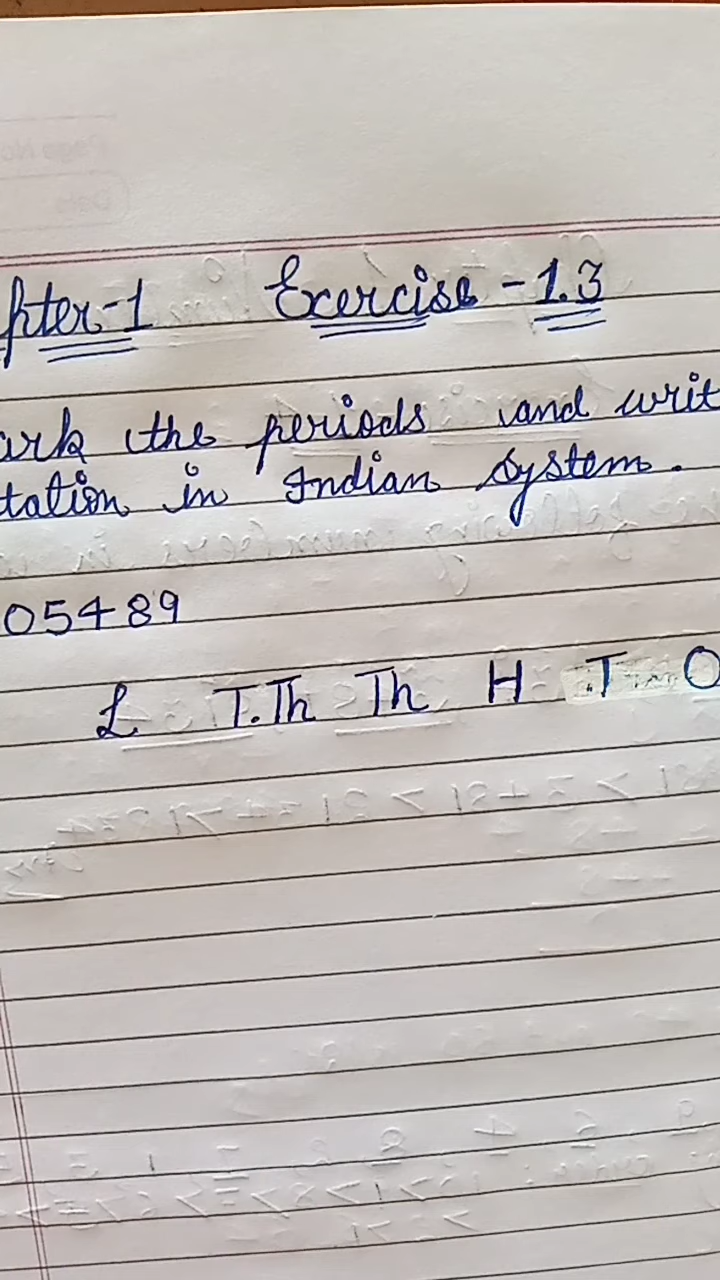 pter-1 Exercise - 1.3
ark the periods and writ
tation in Indian System.
05489
L T.Th Th H T O